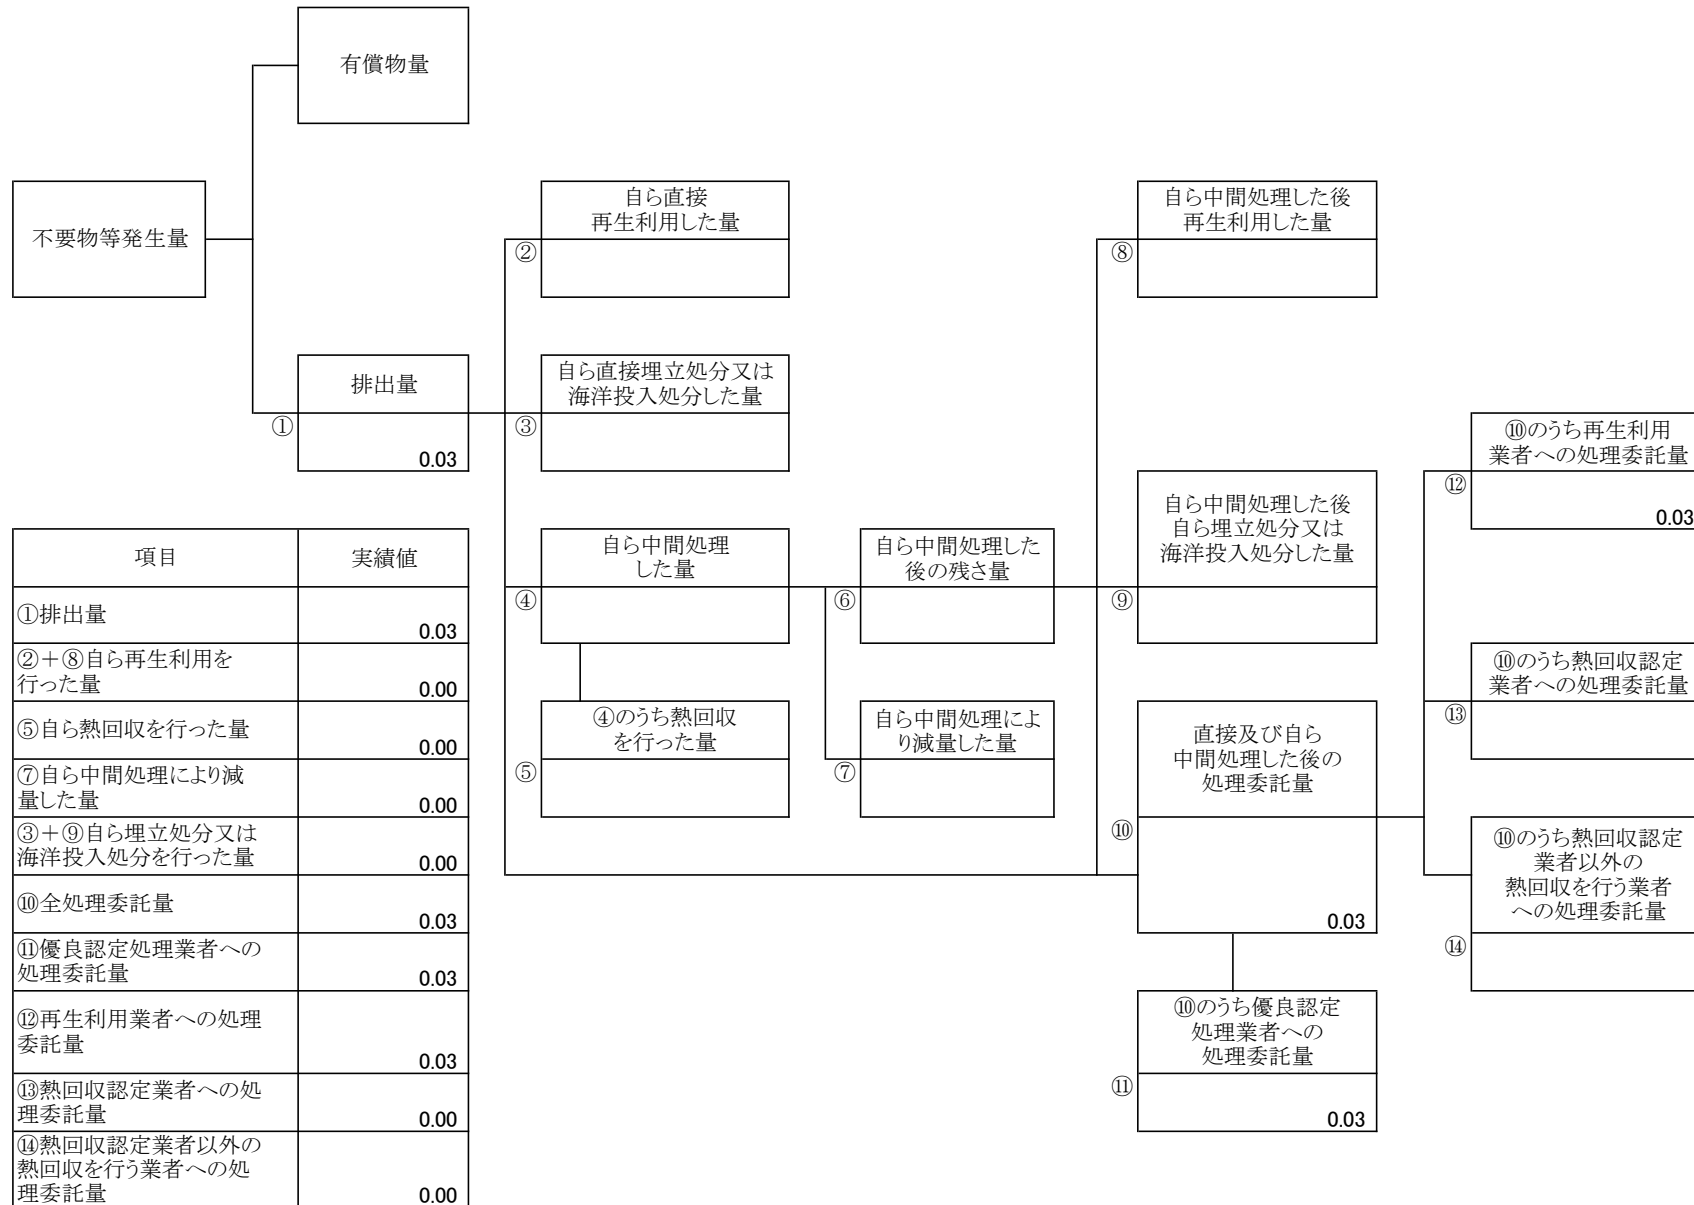 有償物量
不要物等発生量
自ら直接
再生利用した量
②
自ら中間処理した後
再生利用した量
⑧
排出量
①
0.03
自ら直接埋立処分又は
海洋投入処分した量
③
⑩のうち再生利用
業者への処理委託量
⑫
0.03
自ら中間処理
した量
④
自ら中間処理した
後の残さ量
⑥
自ら中間処理した後
自ら埋立処分又は
海洋投入処分した量
⑨
④のうち熱回収
を行った量
⑤
自ら中間処理によ
り減量した量
⑦
直接及び自ら
中間処理した後の
処理委託量
⑩
0.03
⑩のうち熱回収認定
業者への処理委託量
⑬
⑩のうち熱回収認定
業者以外の
熱回収を行う業者
への処理委託量
⑭
⑩のうち優良認定
処理業者への
処理委託量
⑪
0.03
項目 実績値
①排出量
0.03
②+⑧自ら再生利用を
行った量
0.00
⑤自ら熱回収を行った量
0.00
⑦自ら中間処理により減
量した量
0.00
③+⑨自ら埋立処分又は
海洋投入処分を行った量
0.00
⑩全処理委託量
0.03
⑪優良認定処理業者への
処理委託量
0.03
⑫再生利用業者への処理
委託量
0.03
⑬熱回収認定業者への処
理委託量
0.00
⑭熱回収認定業者以外の
熱回収を行う業者への処
理委託量
0.00